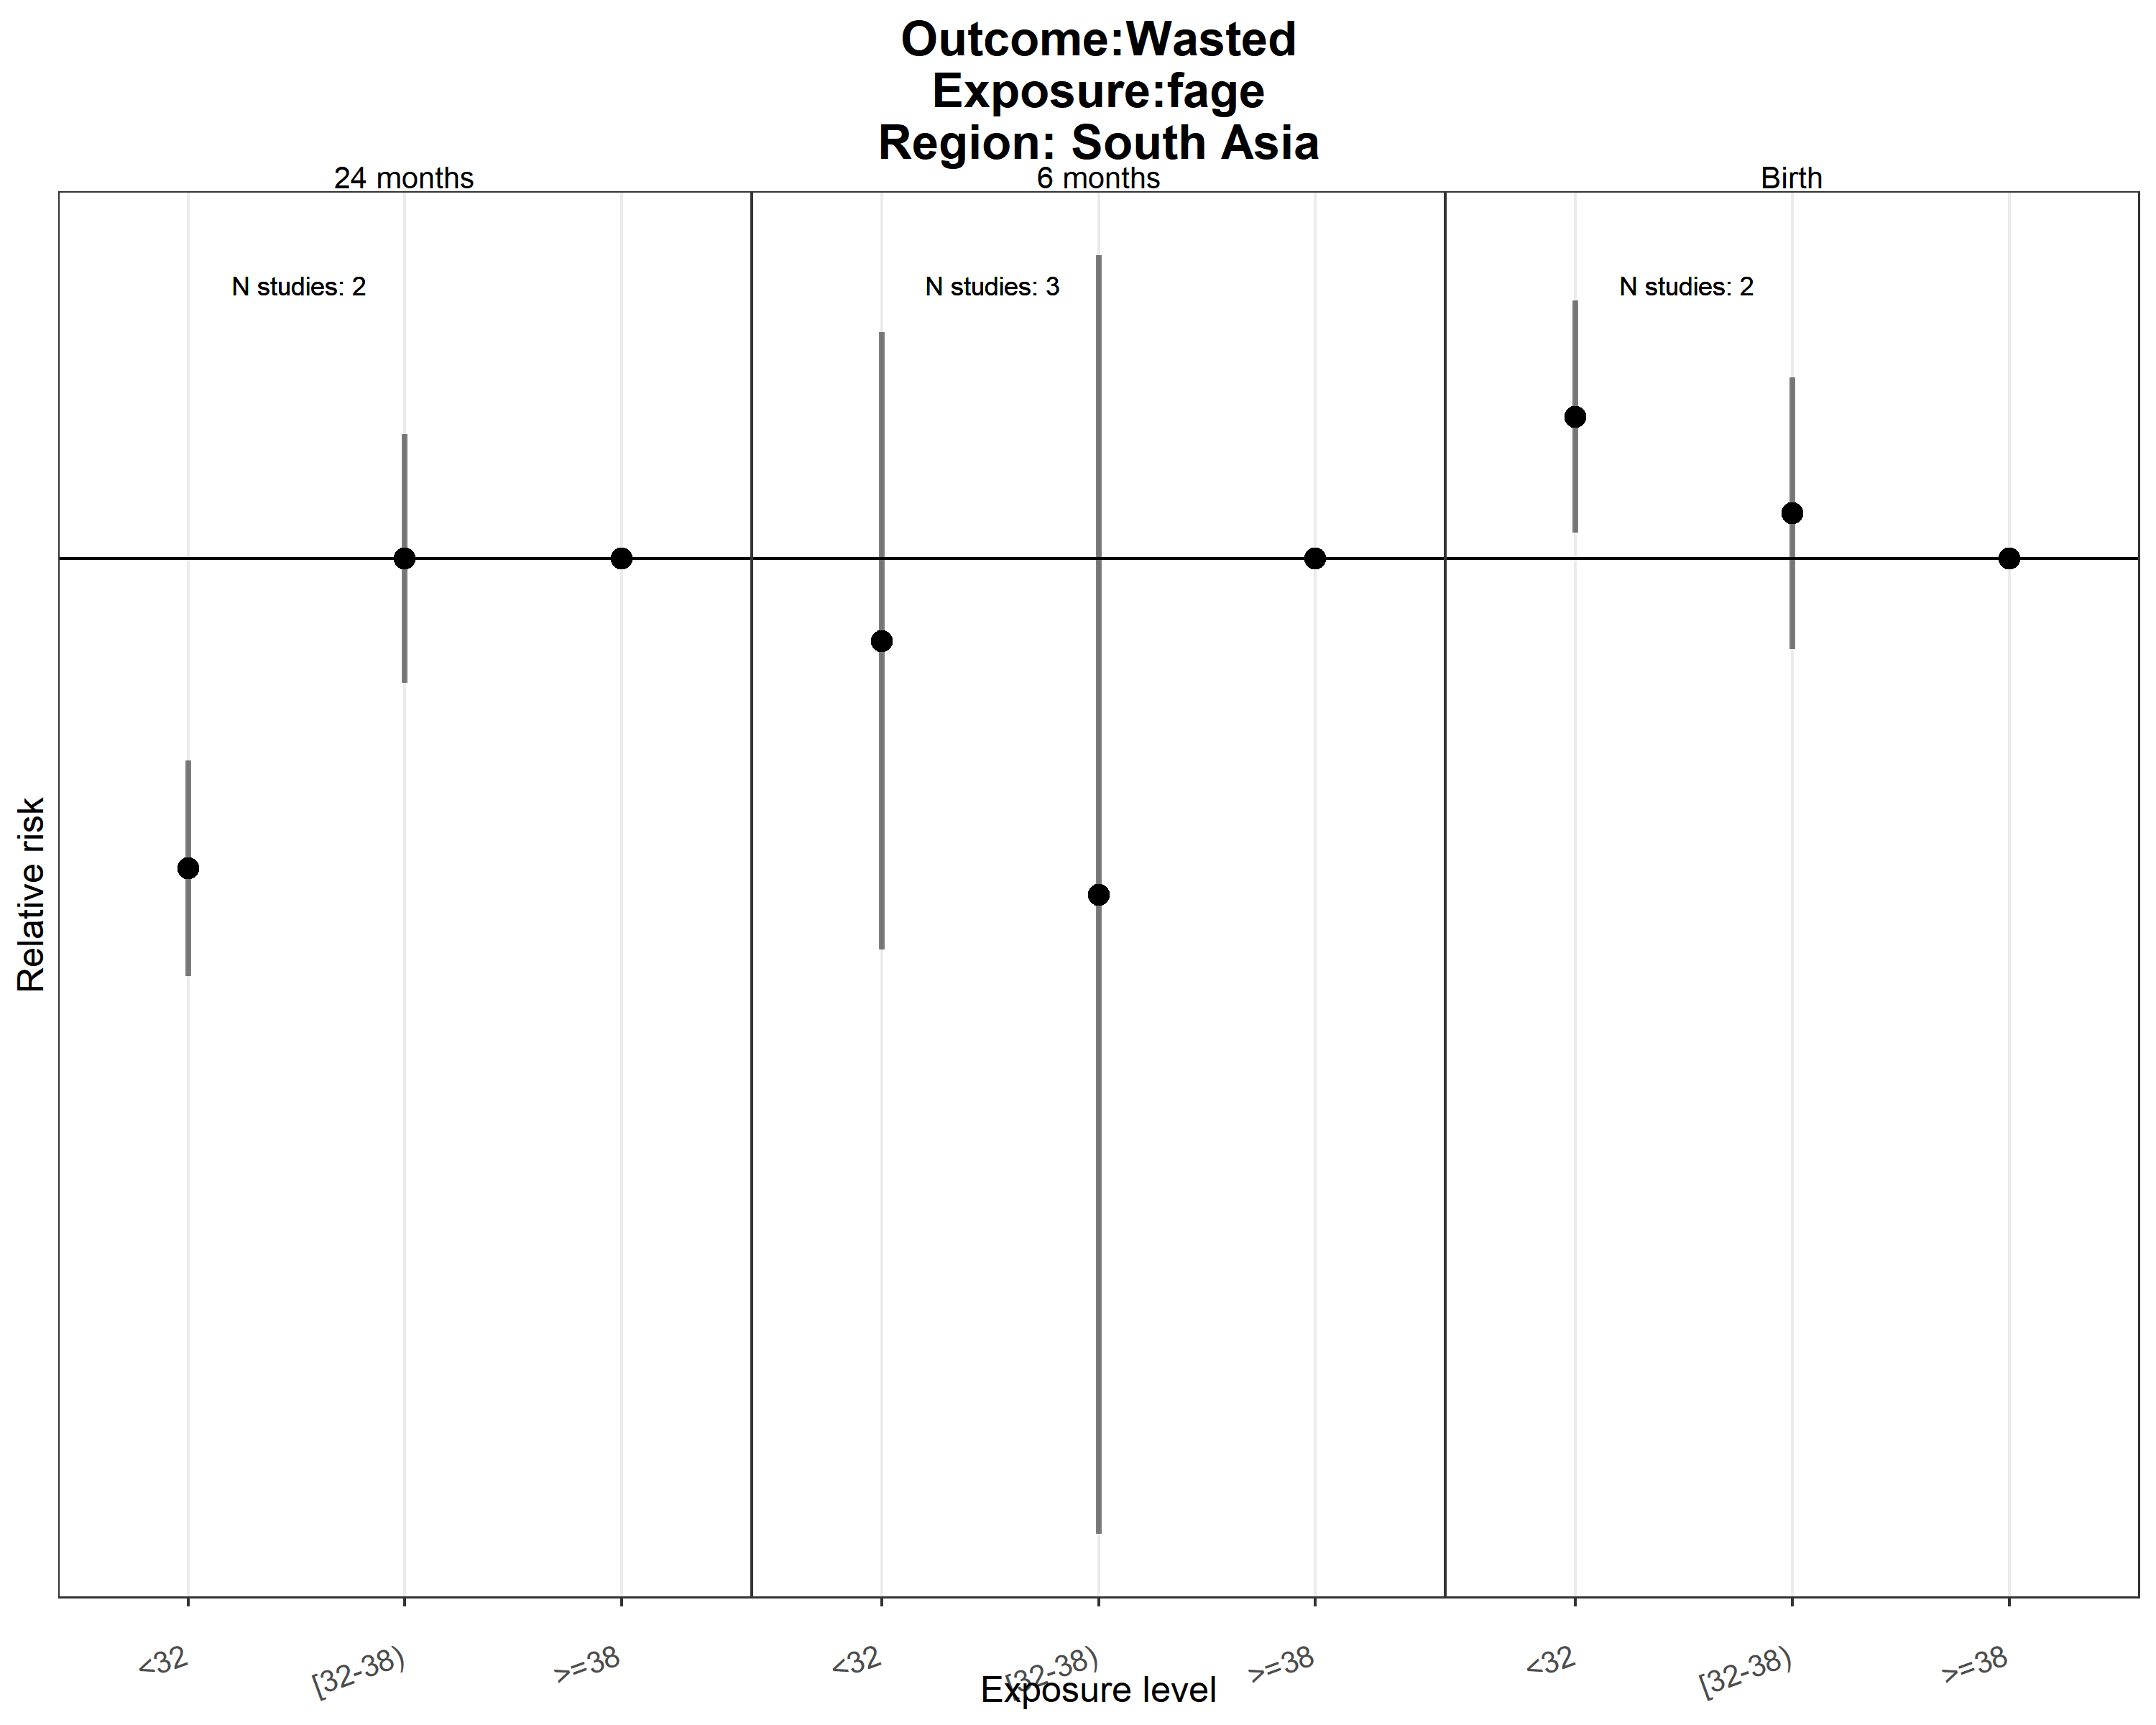 Outcome:Wasted
Exposure:fage
Region: South Asia
24 months
6 months
Birth
N studies: 2
N studies: 3
N studies: 2
Relative risk
<32
[32-38)
>=38
<32
[32-38)
>=38
<32
[32-38)
>=38
Exposure level